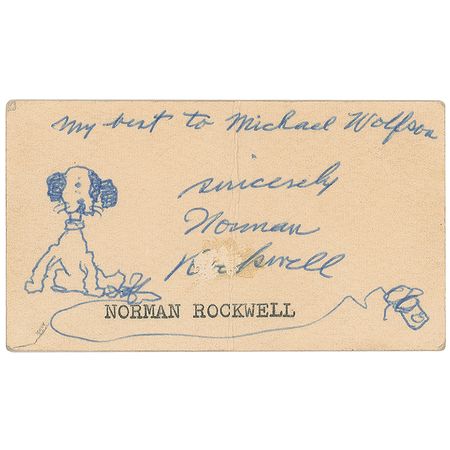 my best to Michael Wolfson
sincerely
Norman
Rockwell
NORMAN ROCKWELL